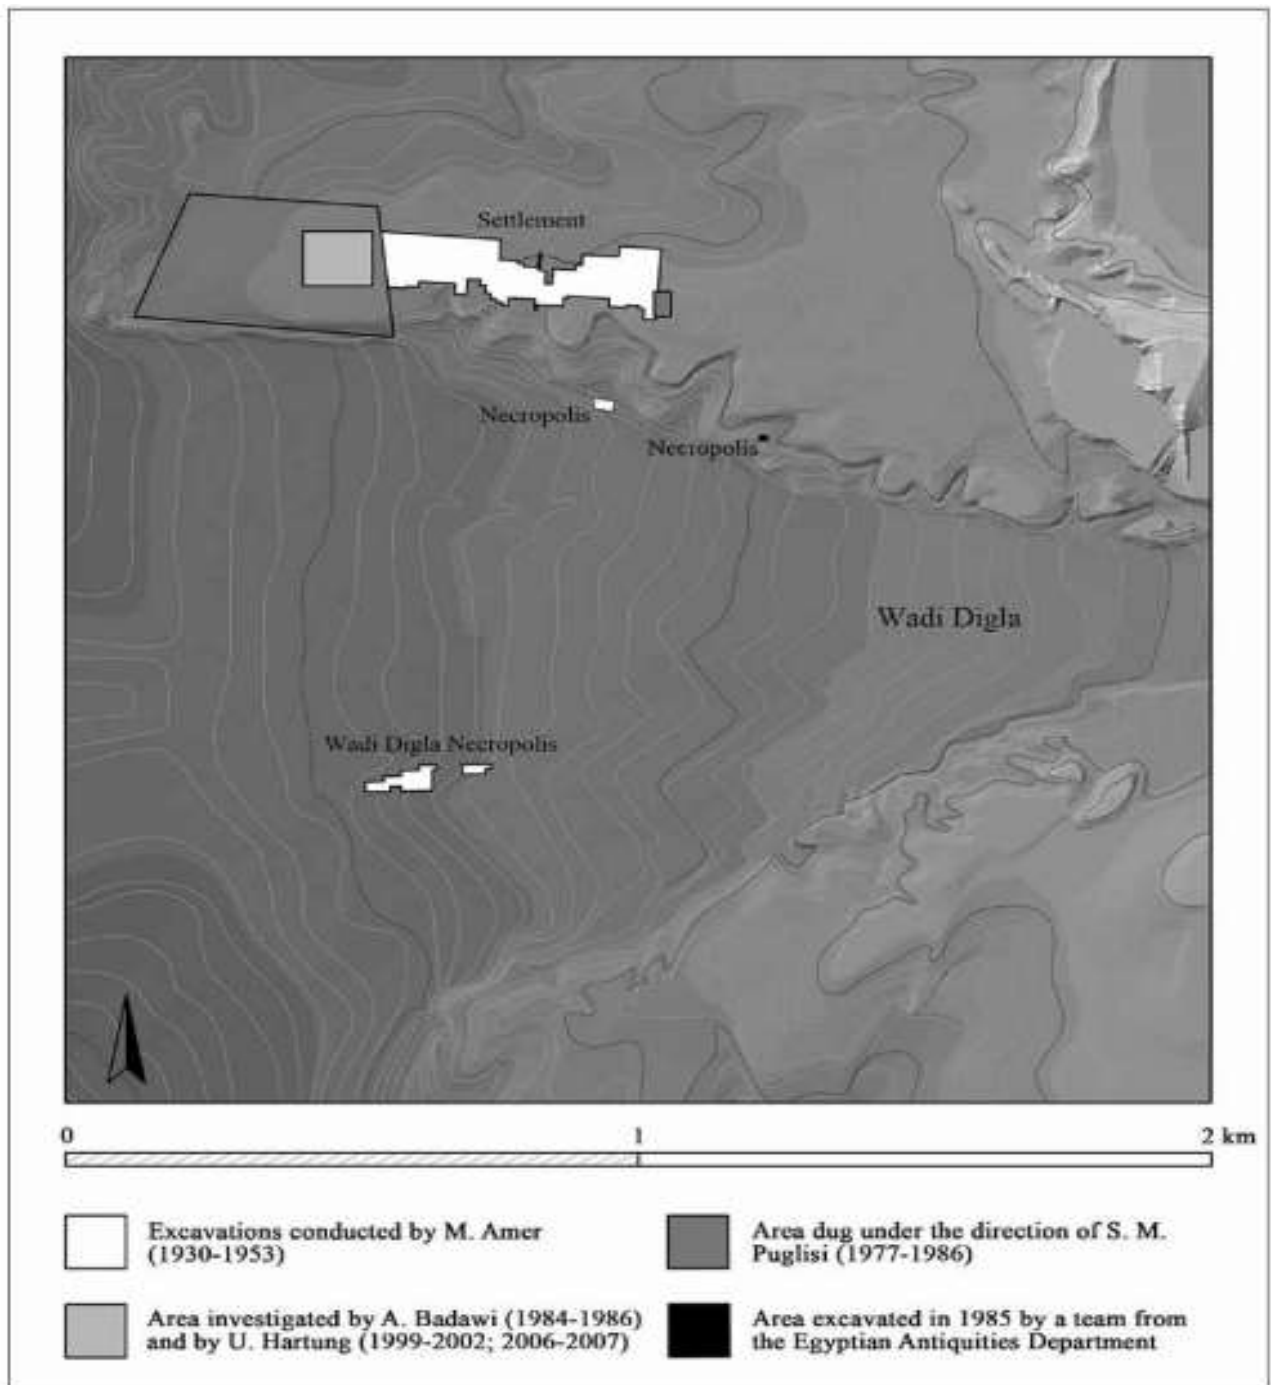 Settlement
Necropolis
Necropolis
Wadi Digla
Wadi Digla Necropolis
0
1
2 km
Excavations conducted by M. Amer
(1930-1953)
Area dug under the direction of S. M.
Puglisi (1977-1986)
Area investigated by A. Badawi (1984-1986)
and by U. Hartung (1999-2002; 2006-2007)
Area excavated in 1985 by a team from
the Egyptian Antiquities Department